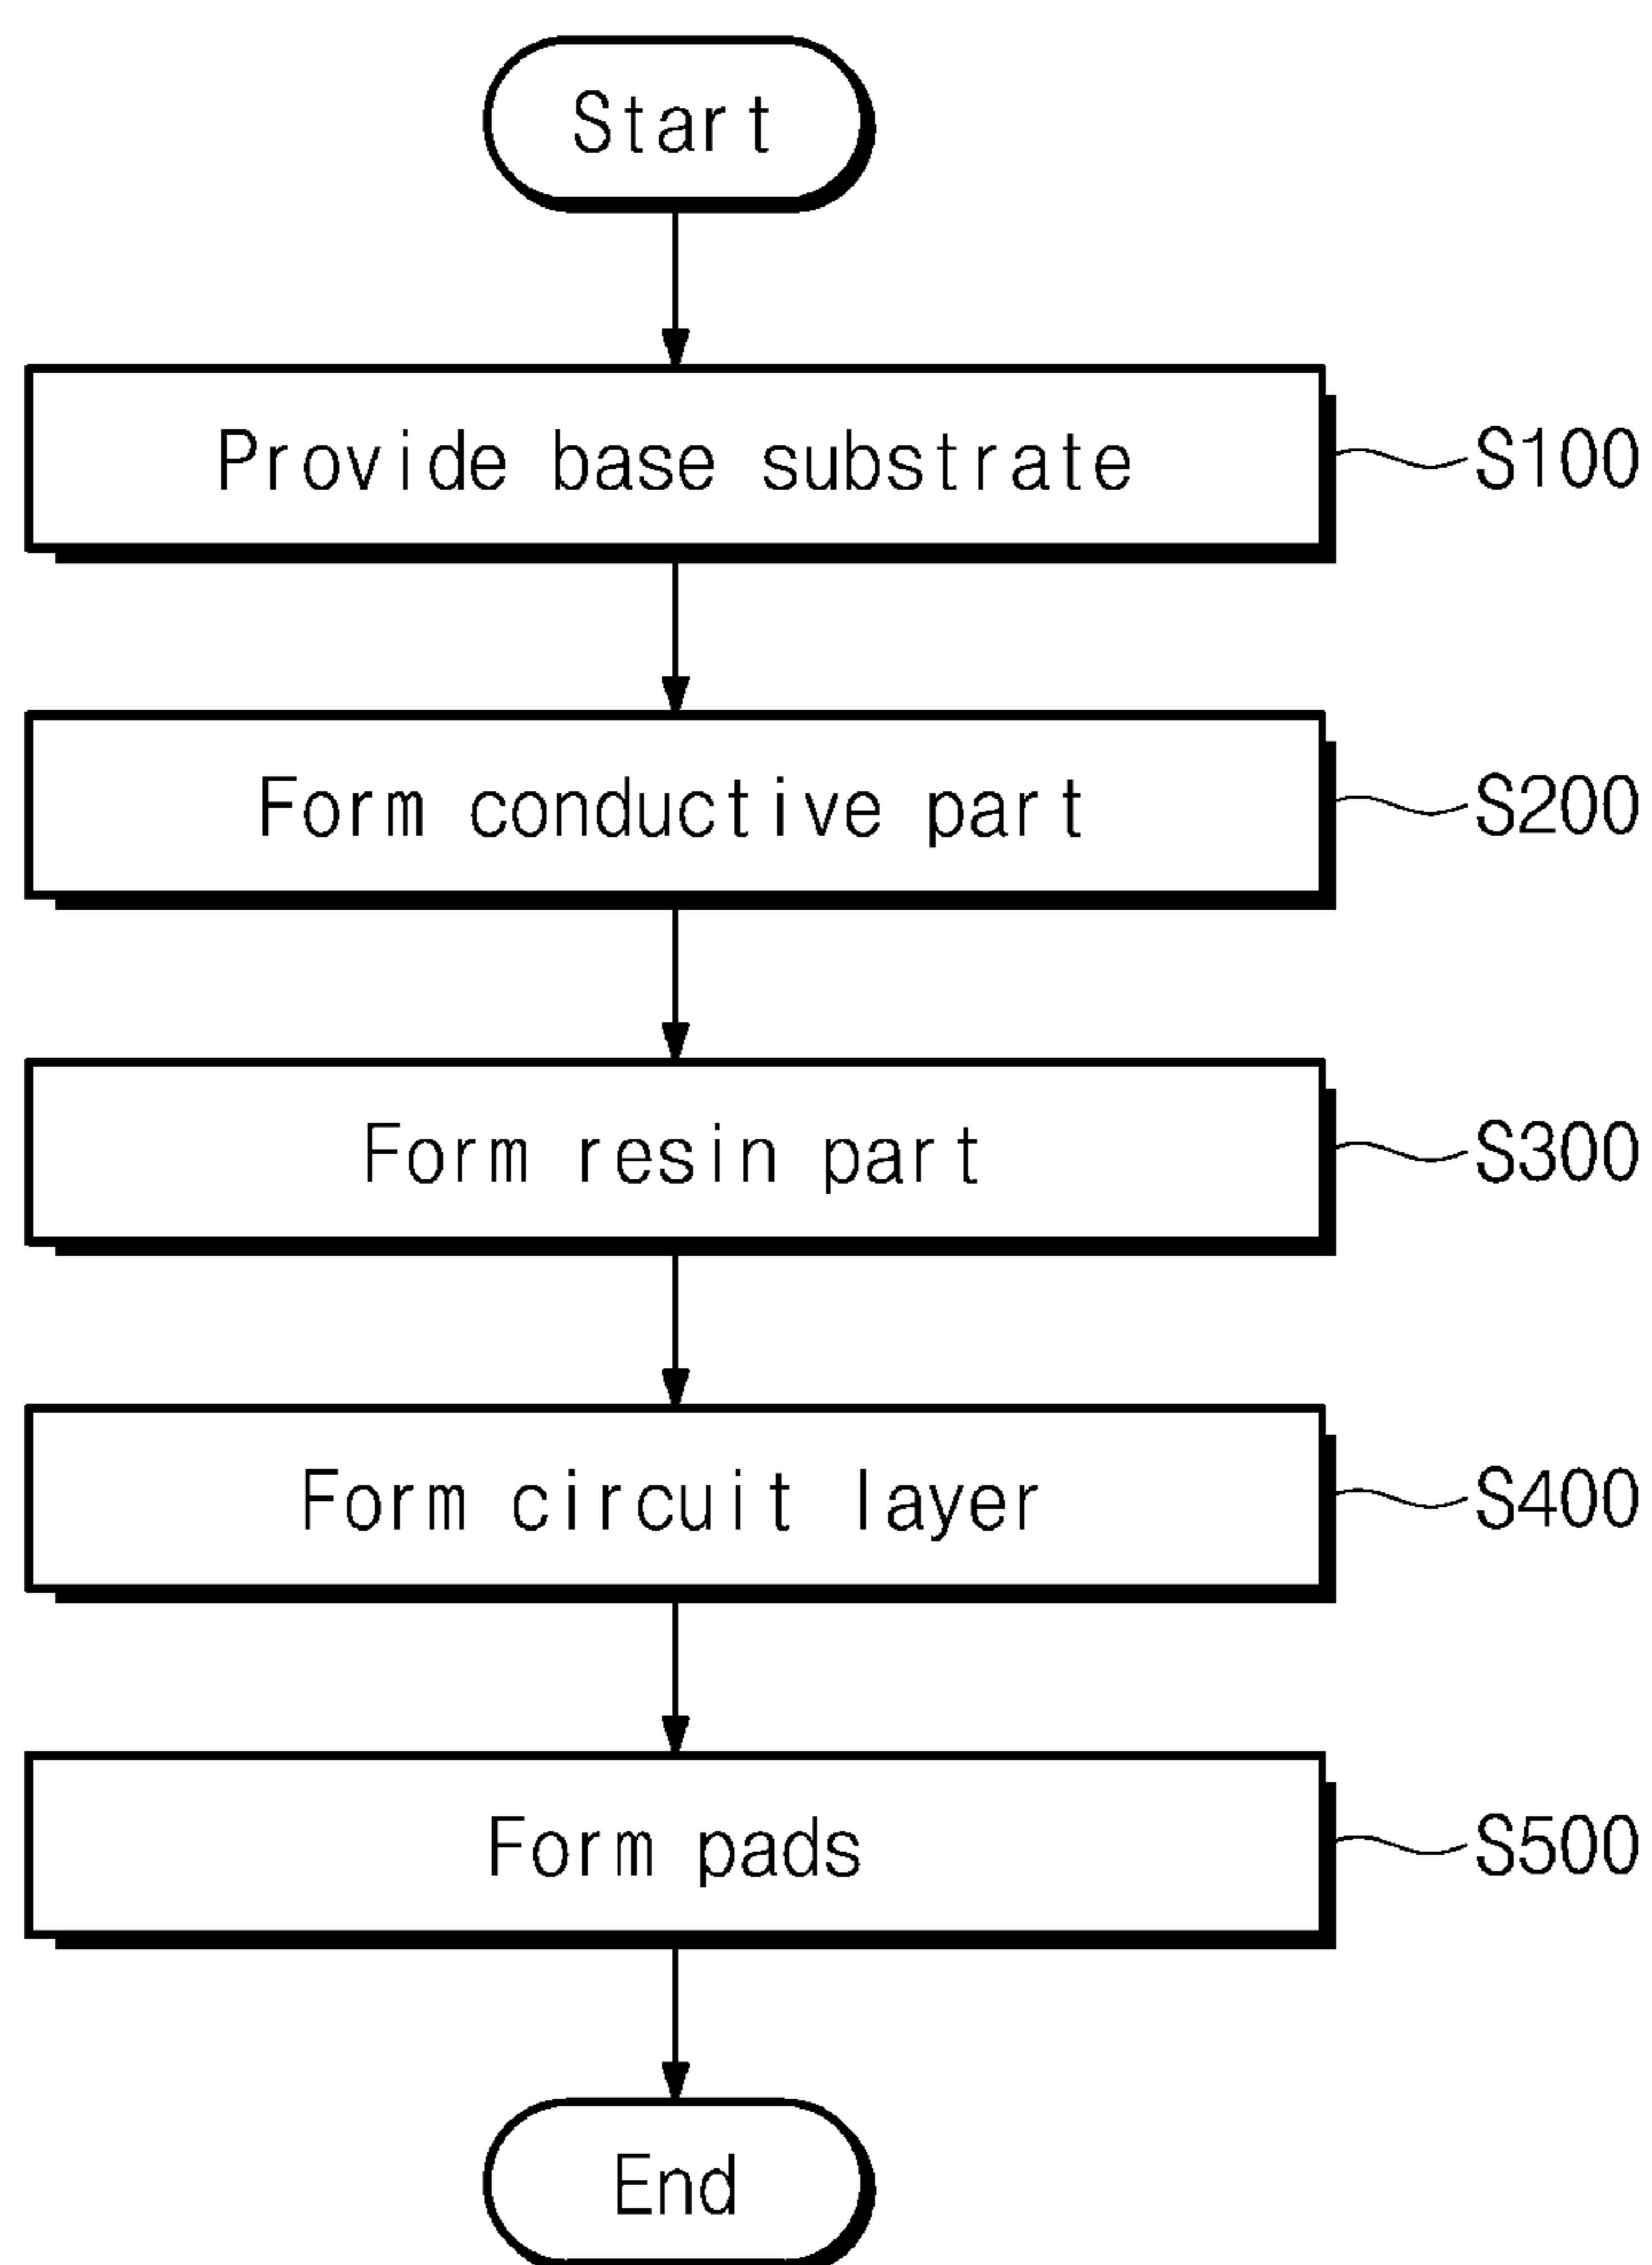 Start
Provide base substrate
S100
Form conductive part
S200
Form resin part
S300
Form circuit layer
S400
Form pads
S500
End